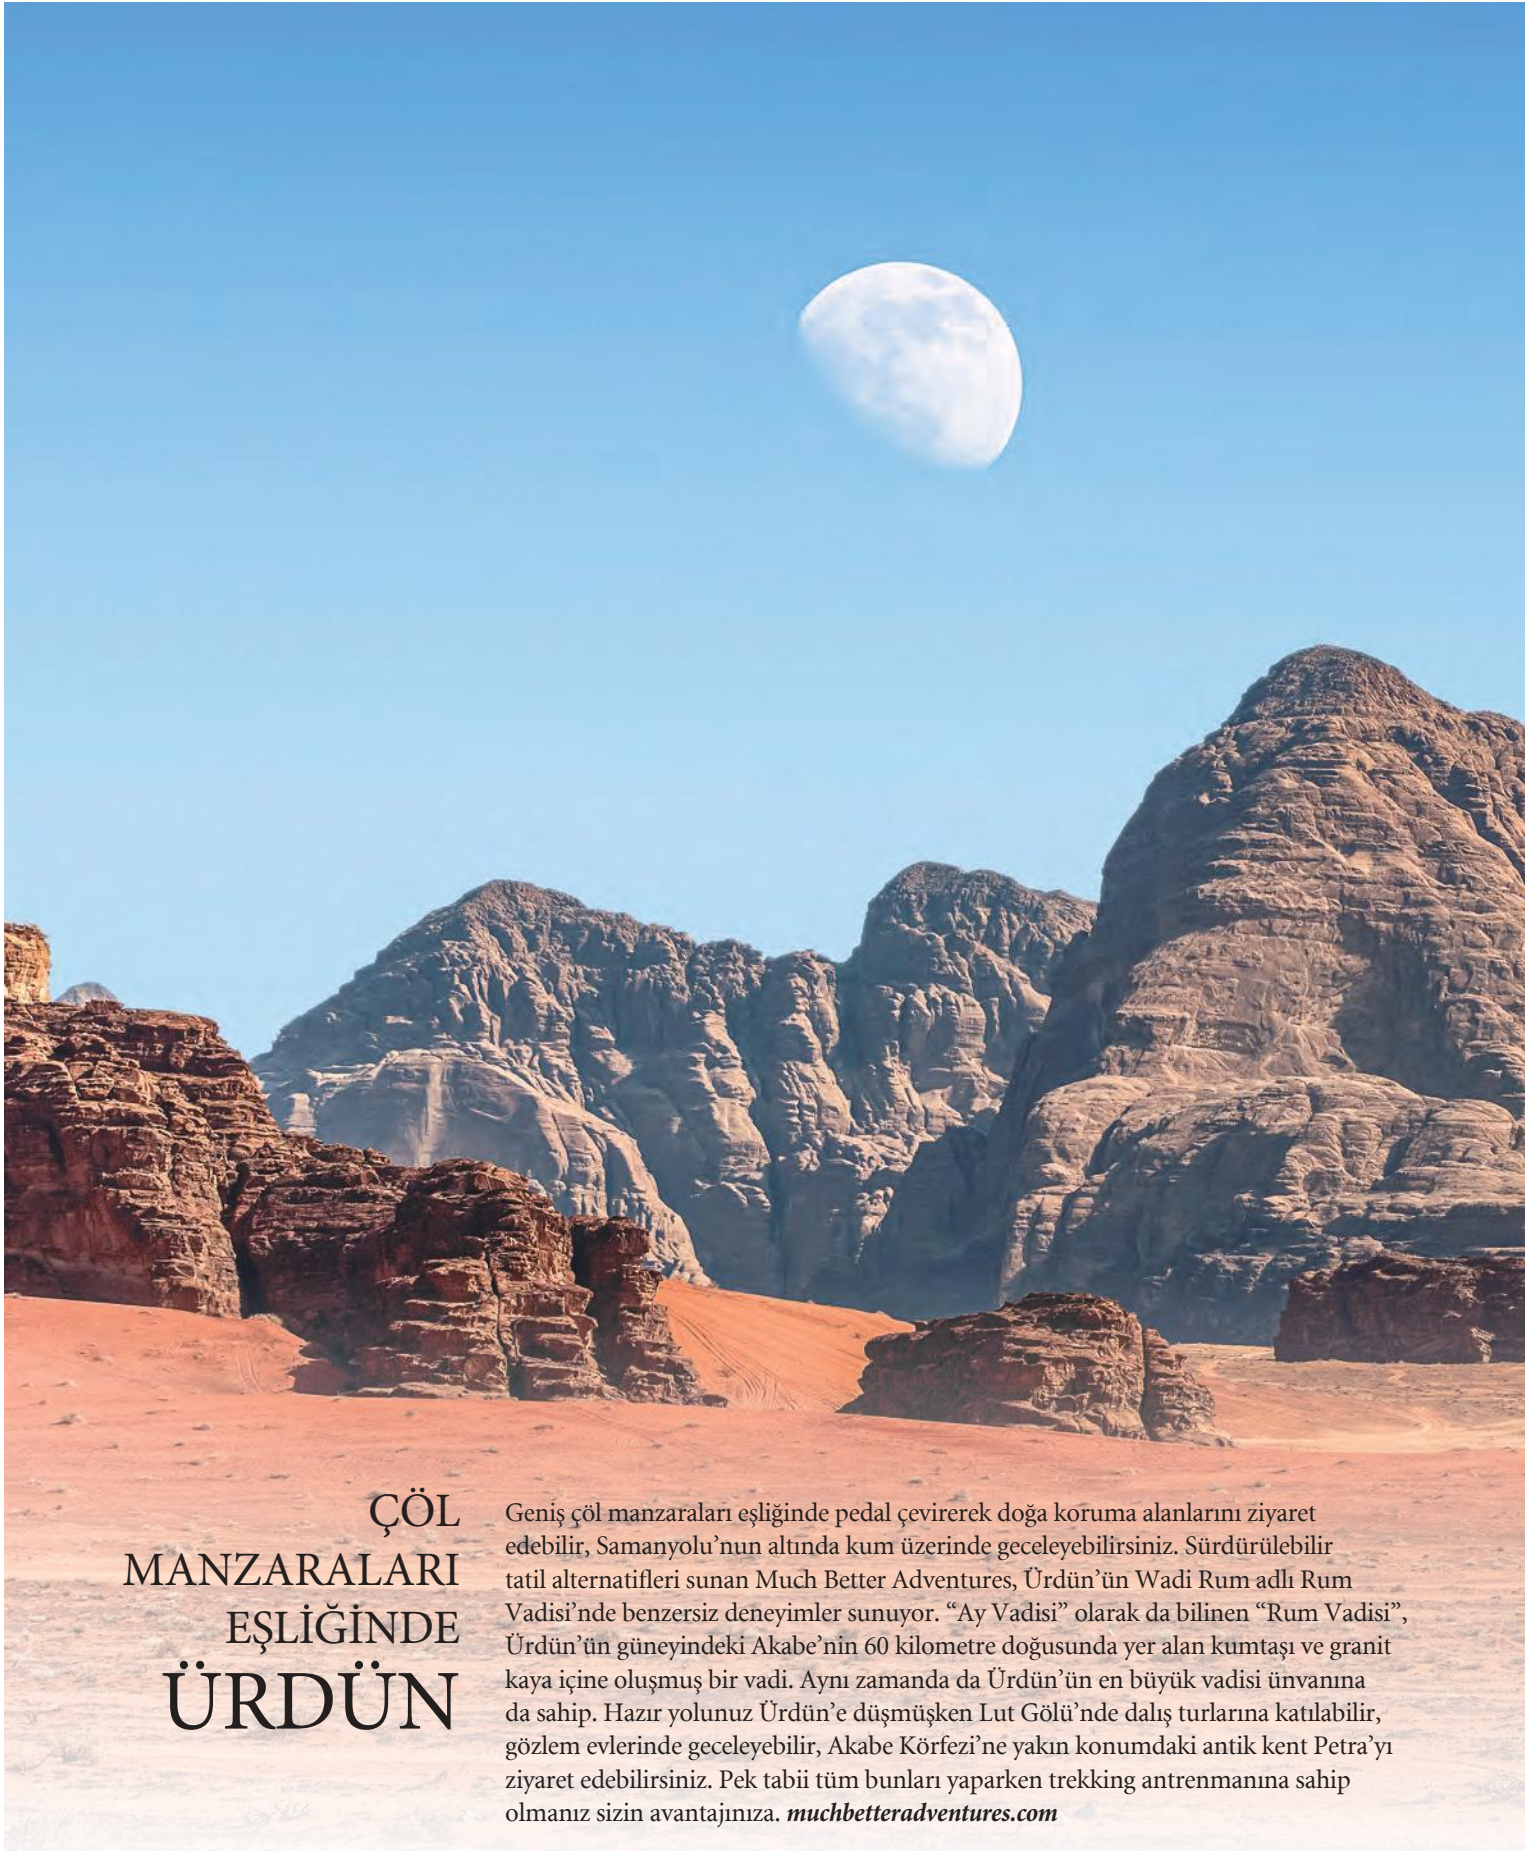 ÇÖL
MANZARALARI
EŞLİĞİNDE
ÜRDÜN
Geniş çöl manzaraları eşliğinde pedal çevirerek doğa koruma alanlarını ziyaret
edebilir, Samanyolu’nun altında kum üzerinde geceleyebilirsiniz. Sürdürülebilir
tatil alternatifleri sunan Much Better Adventures, Ürdün’ün Wadi Rum adlı Rum
Vadisi’nde benzersiz deneyimler sunuyor. “Ay Vadisi” olarak da bilinen “Rum Vadisi”,
Ürdün’ün güneyindeki Akabe’nin 60 kilometre doğusunda yer alan kumtaşı ve granit
kaya içine oluşmuş bir vadi. Aynı zamanda da Ürdün’ün en büyük vadisi ünvanına
da sahip. Hazır yolunuz Ürdün’e düşmüşken Lut Gölü’nde dalış turlarına katılabilir,
gözlem evlerinde geceleyebilir, Akabe Körfezi’ne yakın konumdaki antik kent Petra’yı
ziyaret edebilirsiniz. Pek tabii tüm bunları yaparken trekking antrenmanına sahip
olmanız sizin avantajınıza. muchbetteradventures.com